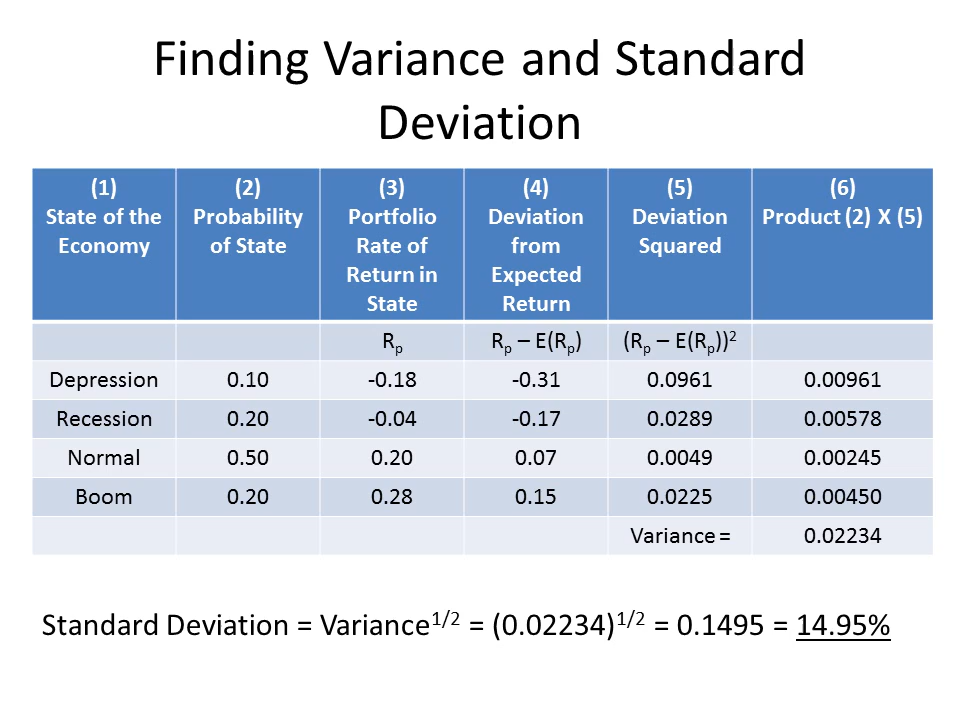 Finding Variance and Standard
Deviation
(1) State of the Economy (2) Probability of State (3) Portfolio Rate of Return in State (4) Deviation from Expected Return (5) Deviation Squared (6) Product (2) X (5)
Rₚ Rₚ – E(Rₚ) (Rₚ – E(Rₚ))²
Depression 0.10 -0.18 -0.31 0.0961 0.00961
Recession 0.20 -0.04 -0.17 0.0289 0.00578
Normal 0.50 0.20 0.07 0.0049 0.00245
Boom 0.20 0.28 0.15 0.0225 0.00450
Variance = 0.02234
Standard Deviation = Variance^1/2 = (0.02234)^1/2 = 0.1495 = 14.95%